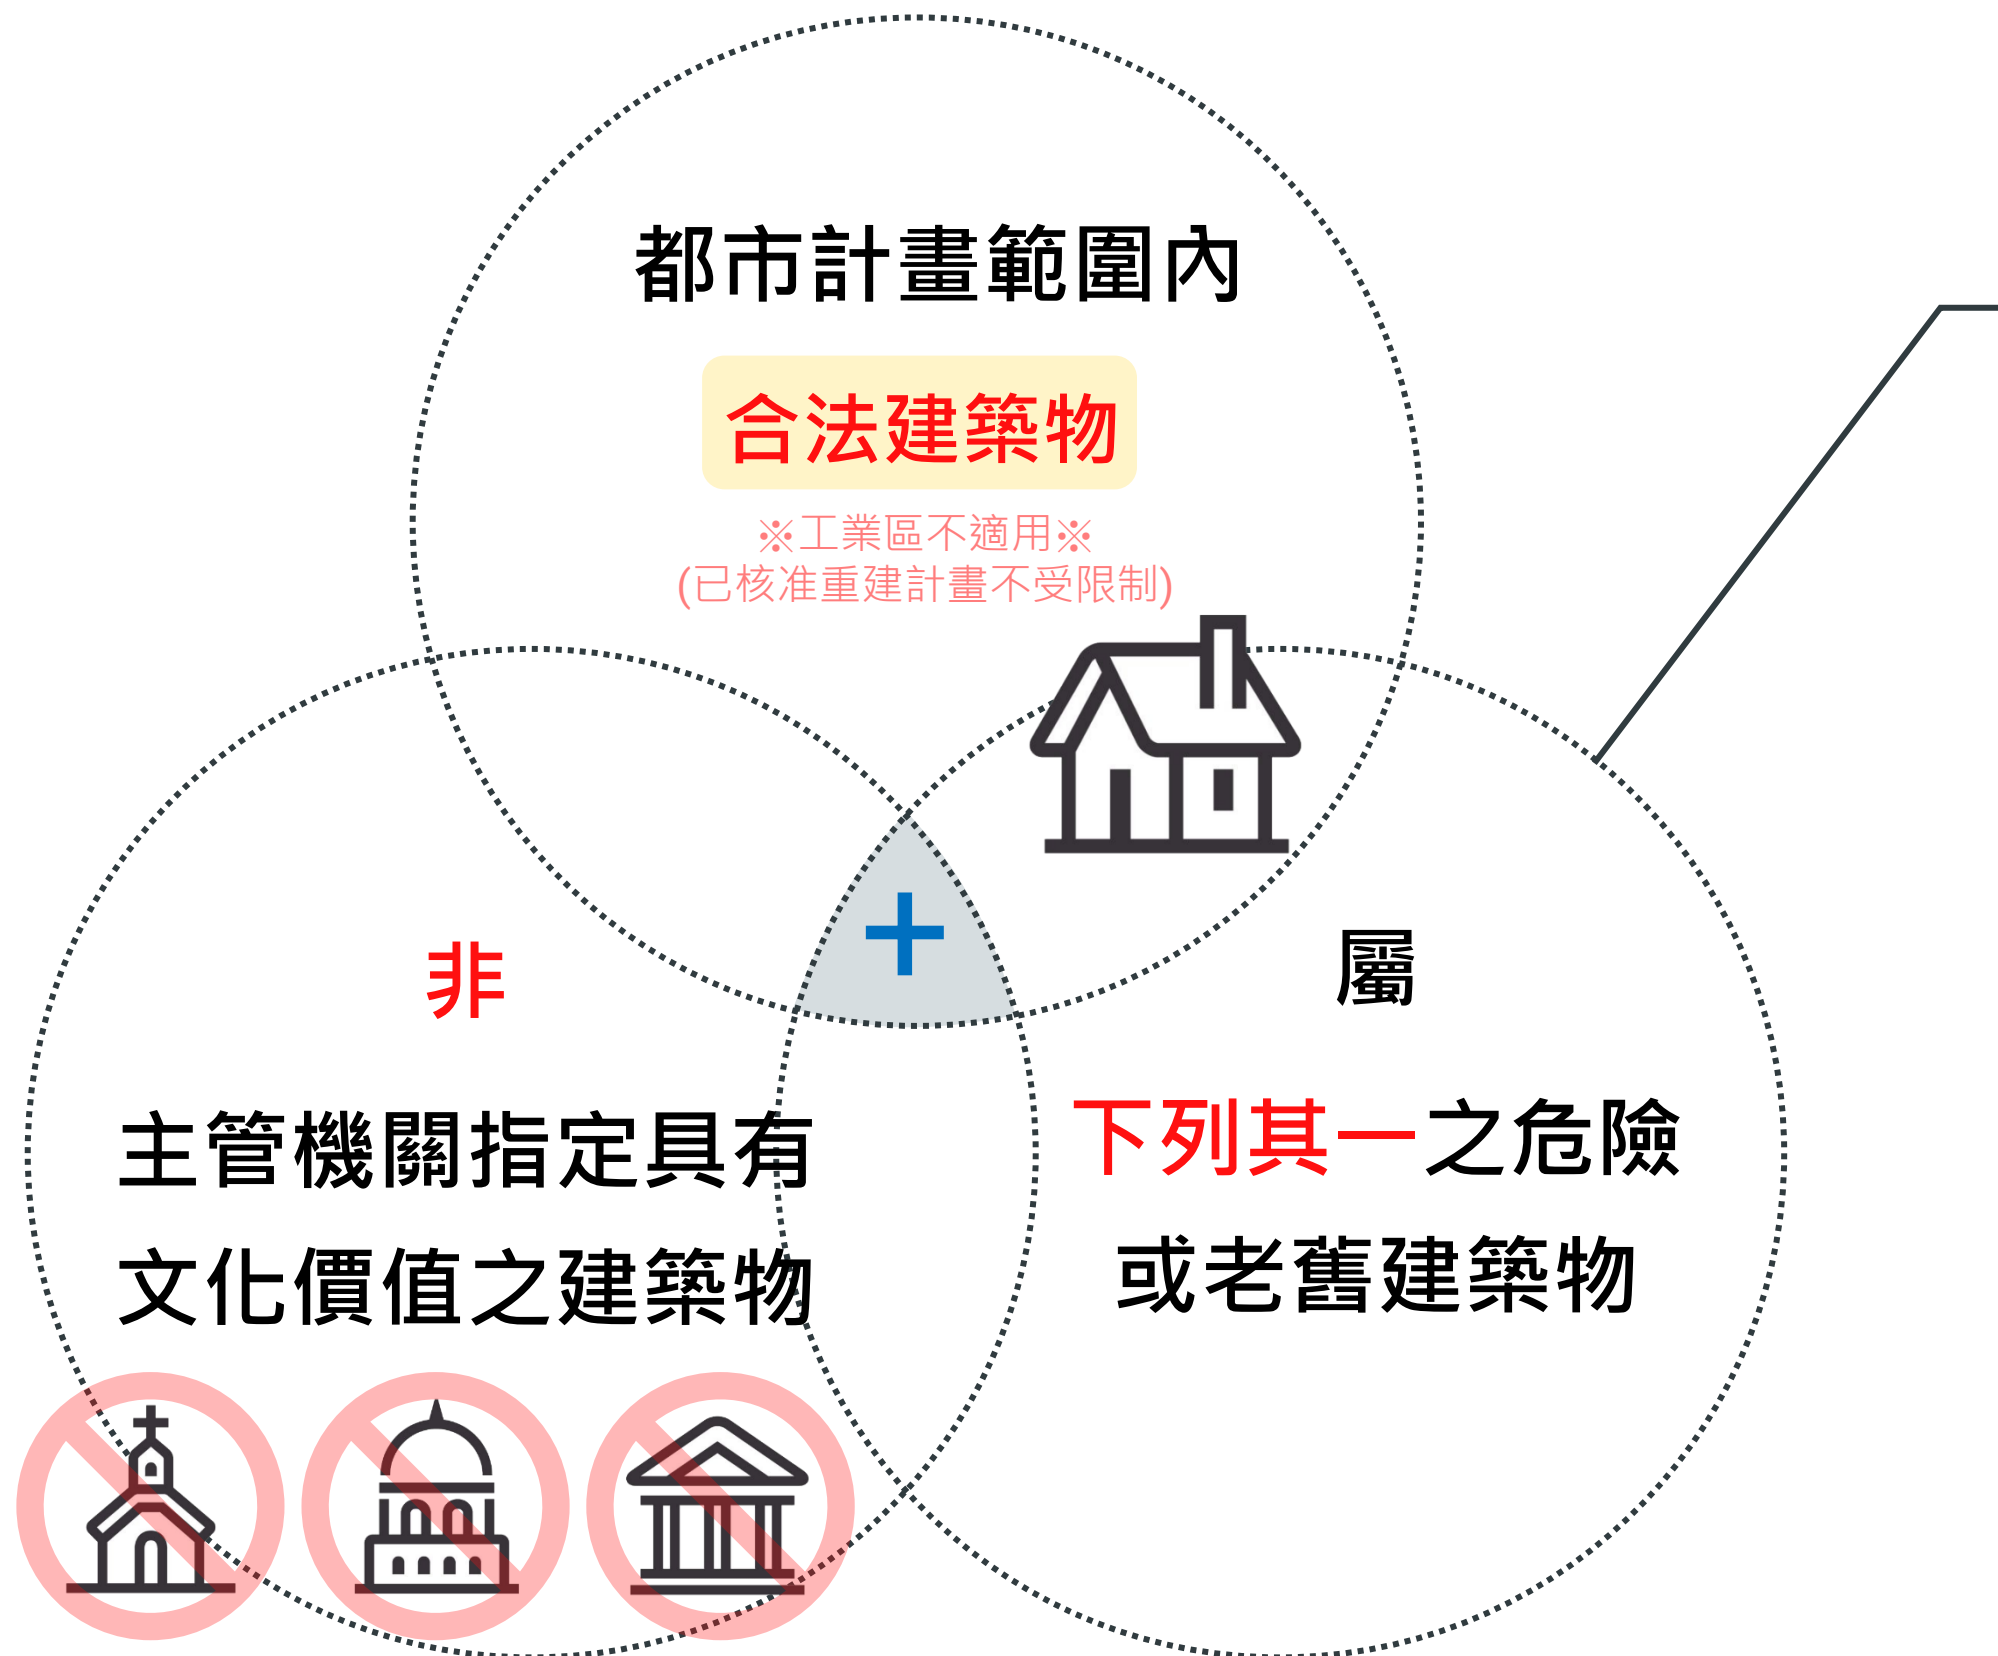 都市計畫範圍內
合法建築物
※工業區不適用※
(已核准重建計畫不受限制)
非
主管機關指定具有
文化價值之建築物
屬
下列其一之危險
或老舊建築物